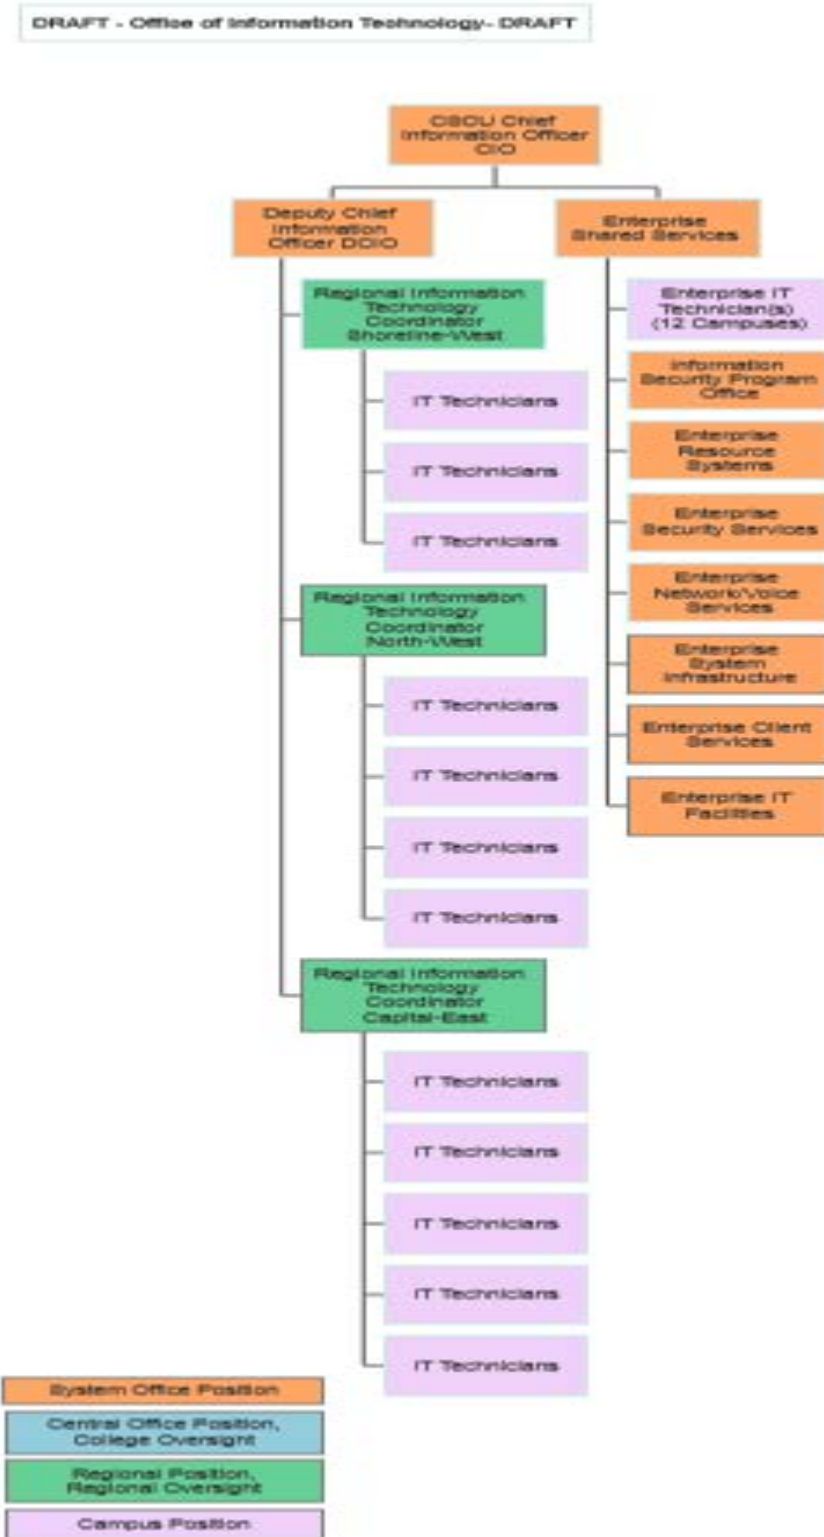 DRAFT - Office of Information Technology- DRAFT
CSCU Chief
Information Officer
CIO
Deputy Chief
Information
Officer DCIO
Enterprise
Shared Services
Regional Information
Technology
Coordinator
Shoreline-West
IT Technicians
IT Technicians
IT Technicians
Regional Information
Technology
Coordinator
North-West
IT Technicians
IT Technicians
IT Technicians
IT Technicians
Regional Information
Technology
Coordinator
Capital-East
IT Technicians
IT Technicians
IT Technicians
IT Technicians
IT Technicians
Enterprise IT
Technician(s)
(12 Campuses)
Information
Security Program
Office
Enterprise
Resource
Systems
Enterprise
Security Services
Enterprise
Network/Voice
Services
Enterprise
System
Infrastructure
Enterprise Client
Services
Enterprise IT
Facilities
System Office Position
Central Office Position,
College Oversight
Regional Position,
Regional Oversight
Campus Position